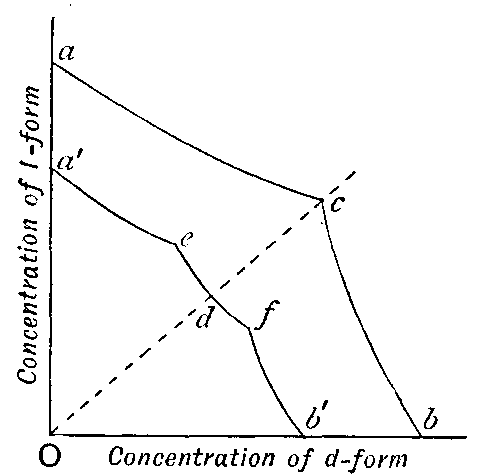 a
a'
c
e
d
f
b'
b
O
Concentration of l-form
Concentration of d-form